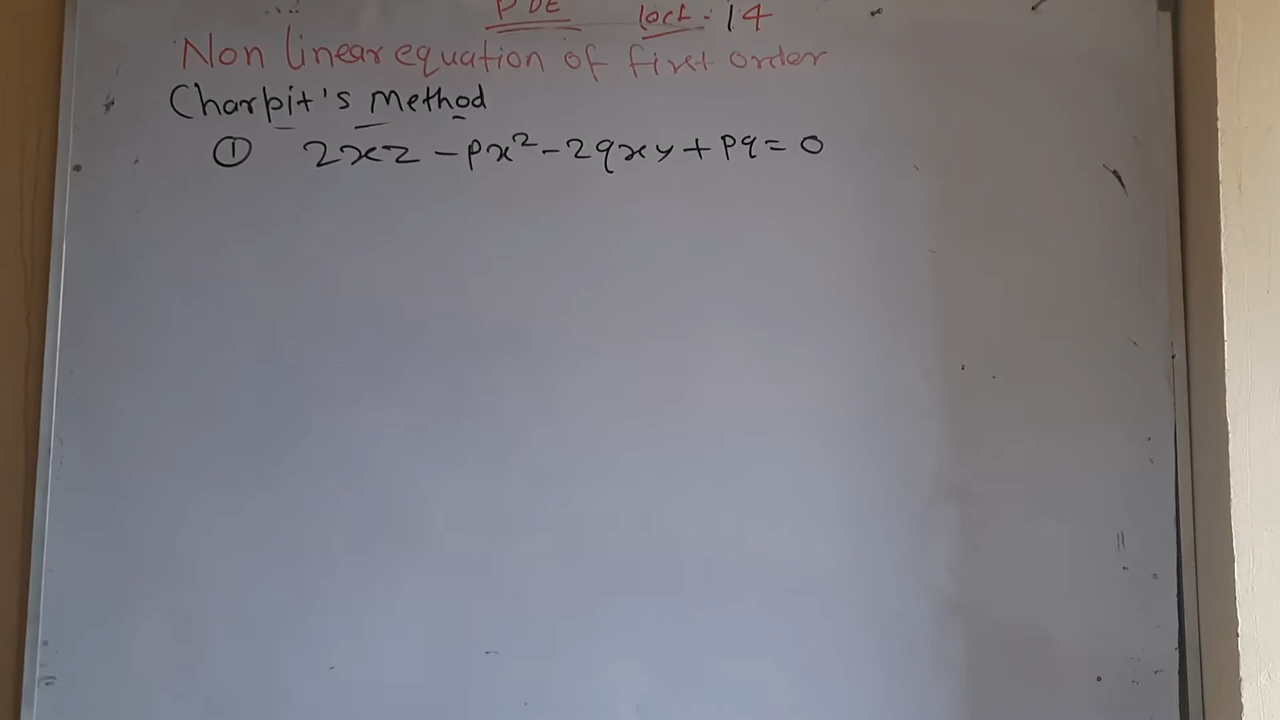 PDE lect - 14
Non linear equation of first order
Charpit's Method
① 2xz - px² - 2qxy + pq = 0